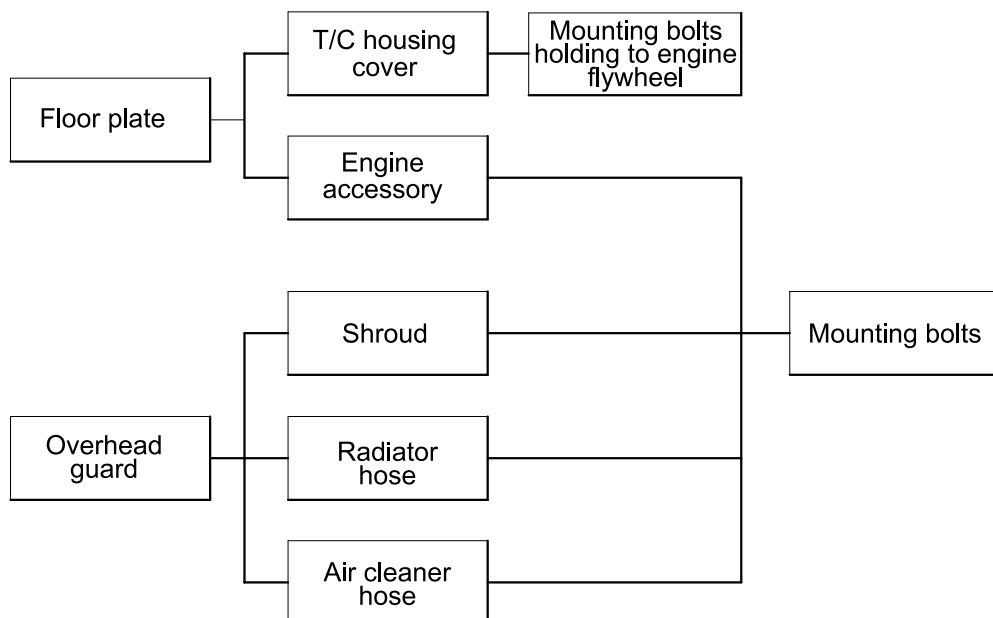 T/C housing
cover
Mounting bolts
holding to engine
flywheel
Floor plate
Engine
accessory
Shroud
Mounting bolts
Overhead
guard
Radiator
hose
Air cleaner
hose